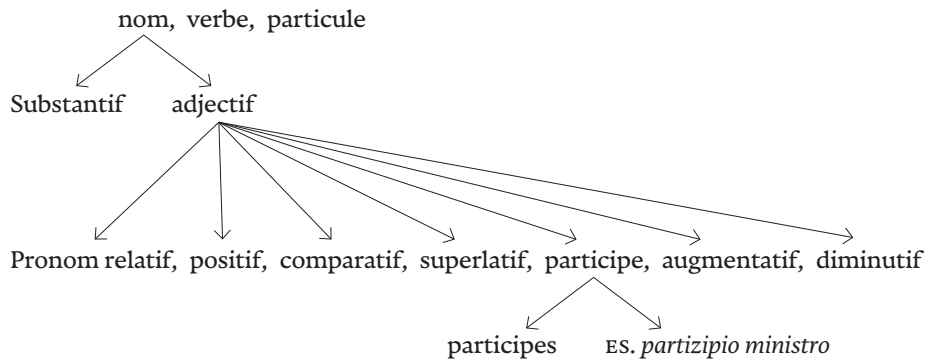 nom, verbe, particule
Substantif adjectif
Pronom relatif, positif, comparatif, superlatif, participe, augmentatif, diminutif
participes ES. partizipio ministro